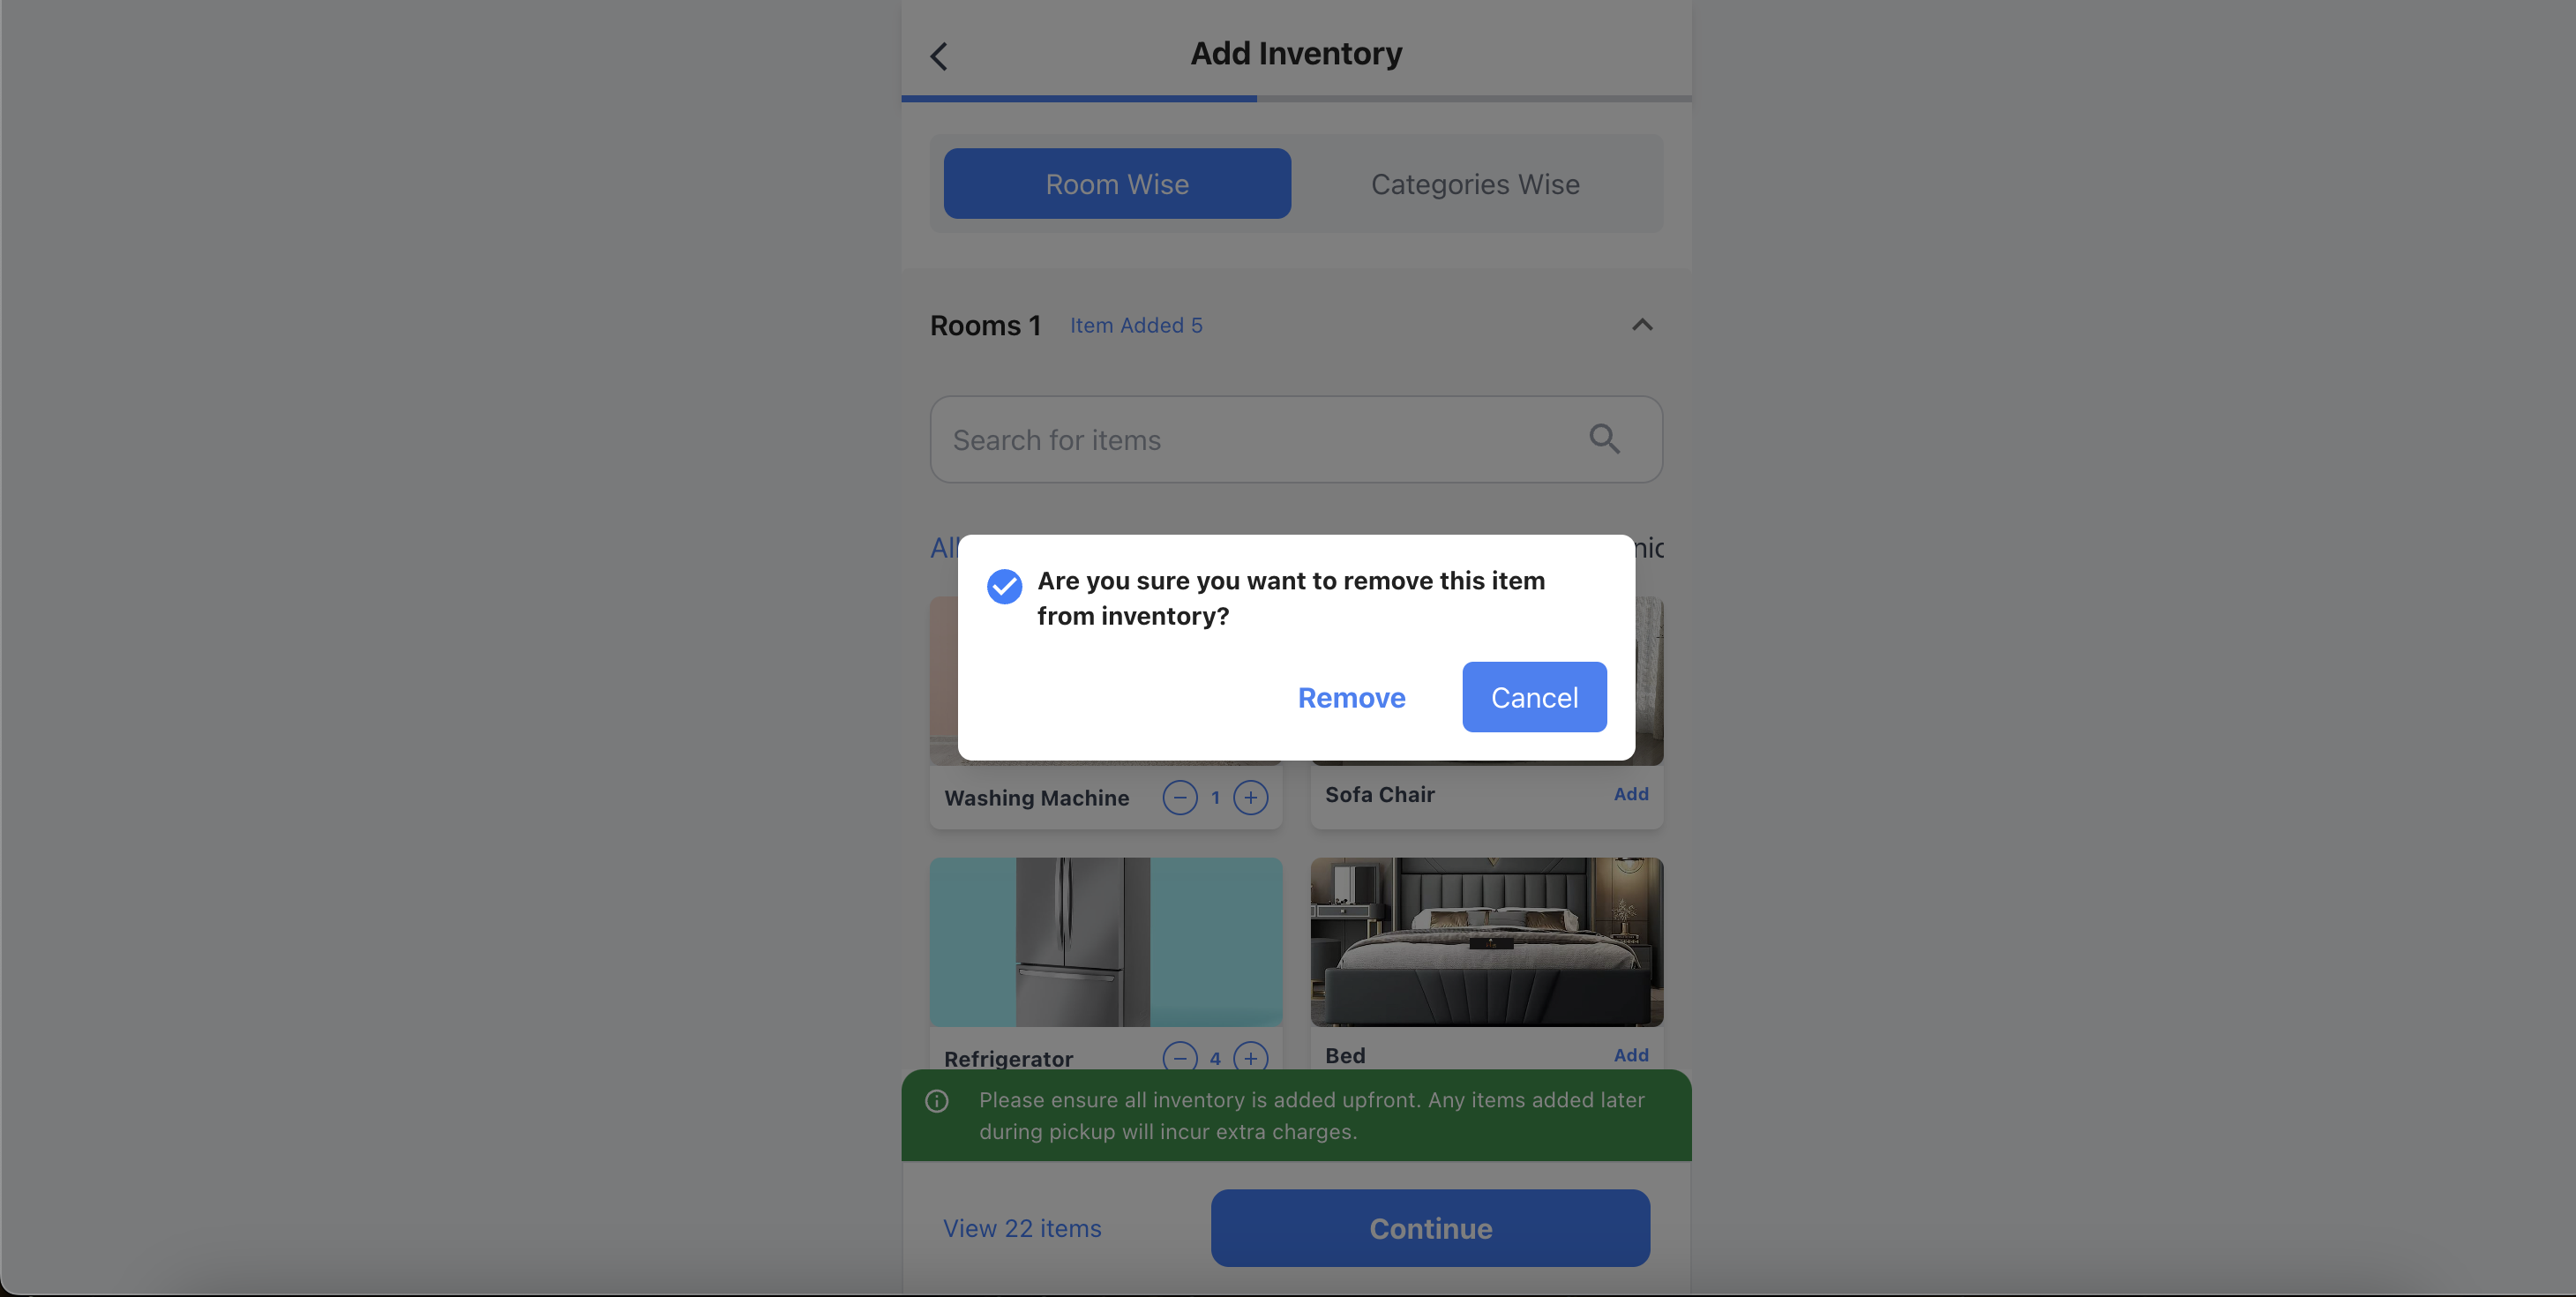 Add Inventory
Room Wise
Categories Wise
Rooms 1
Item Added 5
Search for items
All
Are you sure you want to remove this item
from inventory?
Remove
Cancel
Washing Machine
1
Sofa Chair
Add
Refrigerator
4
Bed
Add
Please ensure all inventory is added upfront. Any items added later
during pickup will incur extra charges.
View 22 items
Continue